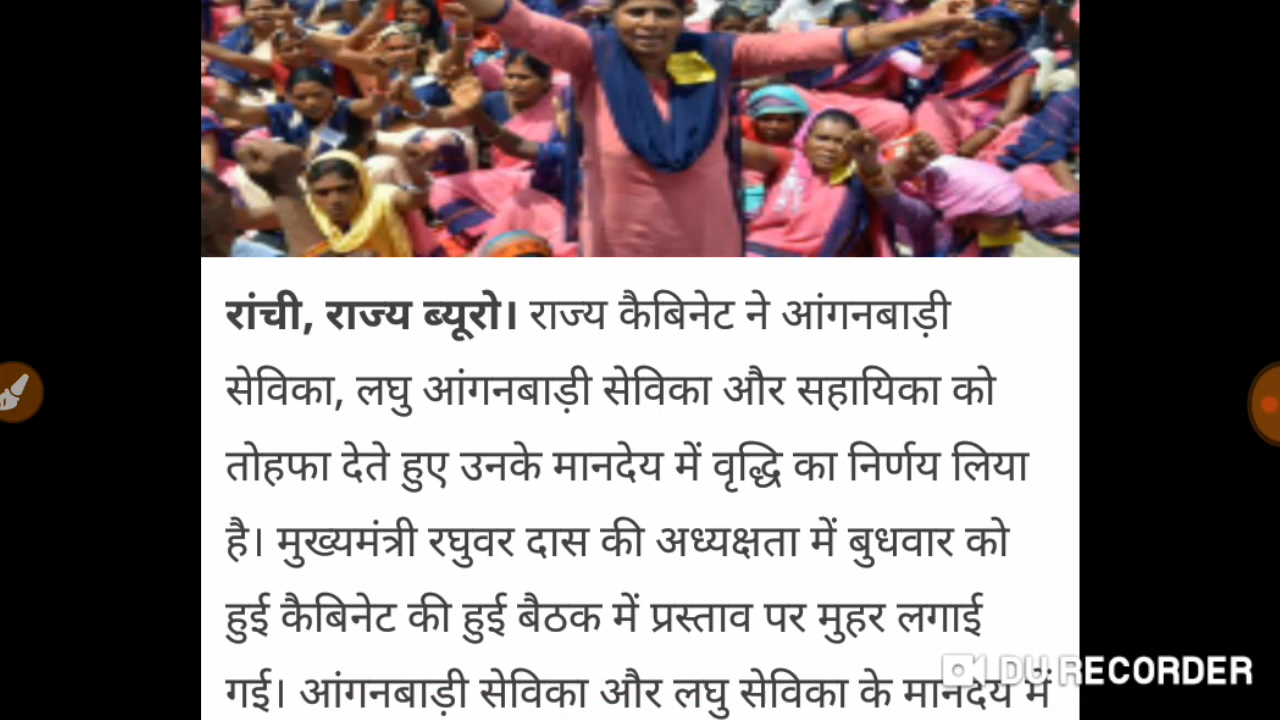 रांची, राज्य ब्यूरो। राज्य कैबिनेट ने आंगनबाड़ी
सेविका, लघु आंगनबाड़ी सेविका और सहायिका को
तोहफा देते हुए उनके मानदेय में वृद्धि का निर्णय लिया
है। मुख्यमंत्री रघुवर दास की अध्यक्षता में बुधवार को
हुई कैबिनेट की हुई बैठक में प्रस्ताव पर मुहर लगाई
गई। आंगनबाड़ी सेविका और लघु सेविका के मानदेय में
DU RECORDER